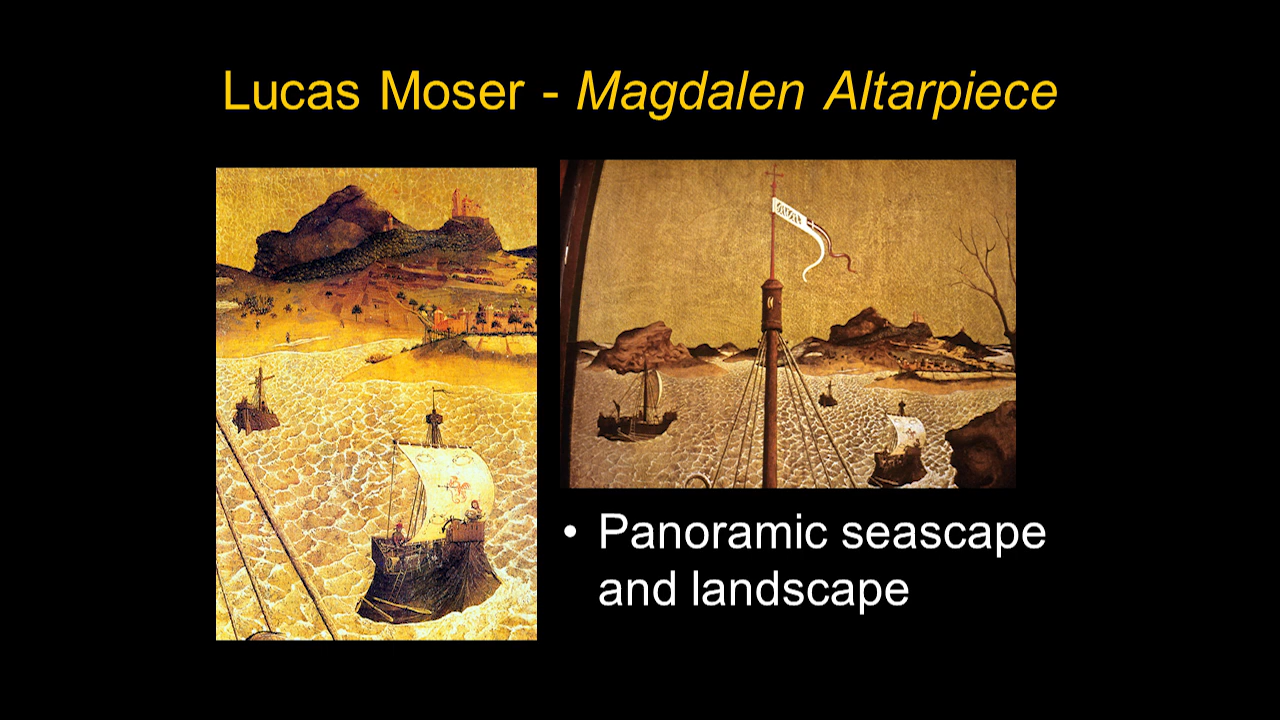 Lucas Moser - Magdalen Altarpiece
• Panoramic seascape
and landscape